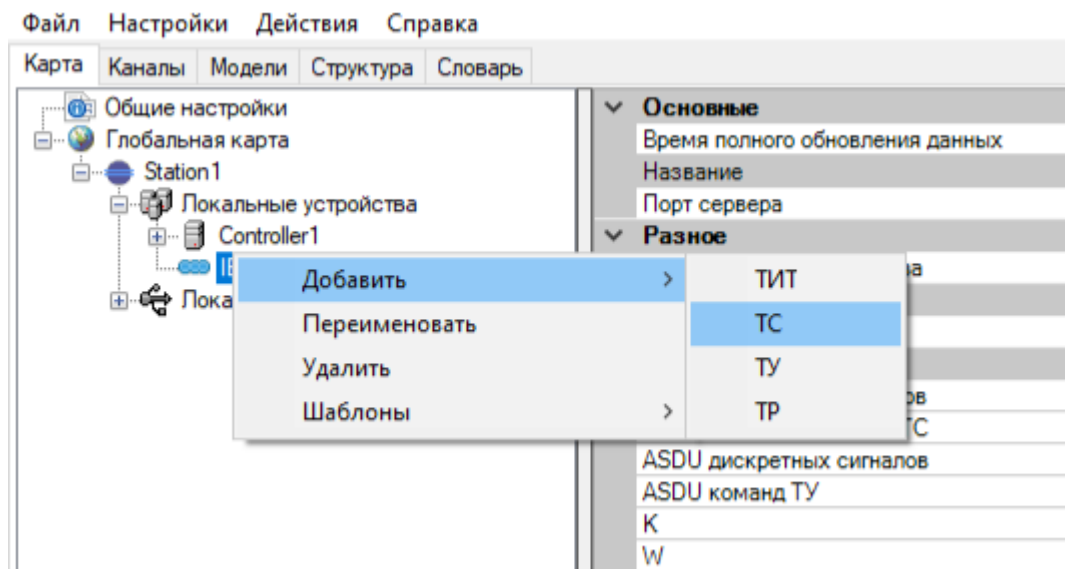 Файл Настройки Действия Справка
Карта Каналы Модели Структура Словарь
Общие настройки
Глобальная карта
Station1
Локальные устройства
Controller1
Добавить
Переименовать
Удалить
Шаблоны
ТИТ
ТС
ТУ
ТР
Основные
Время полного обновления данных
Название
Порт сервера
Разное
ASDU дискретных сигналов
ASDU команд ТУ
K
W